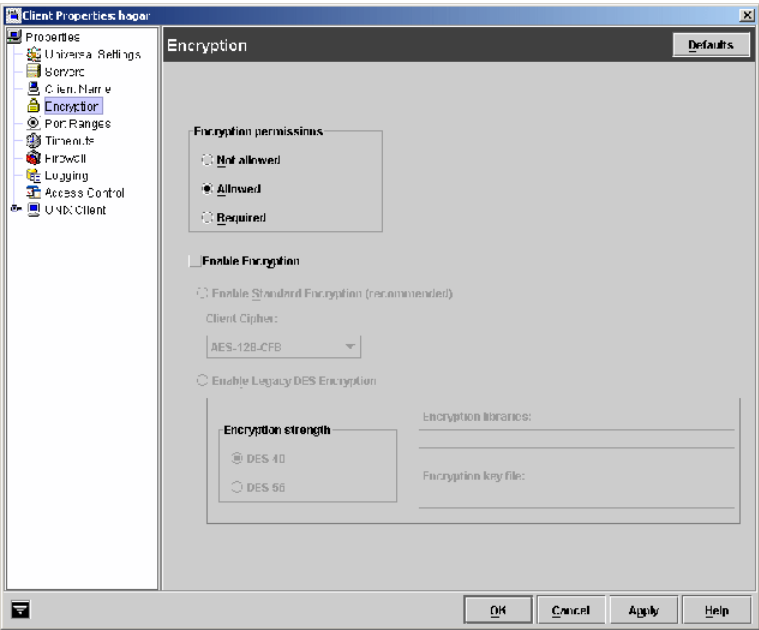 Client Properties: hagar
Properties
Universal Settings
Servers
Client Name
Encryption
Port Ranges
Timeouts
Firewall
Logging
Access Control
UNIX Client
Encryption
Defaults
Encryption permissions
Not allowed
Allowed
Required
Enable Encryption
Enable Standard Encryption (recommended)
Client Cipher:
AES-128-CFB
Enable Legacy DES Encryption
Encryption strength
DES 40
DES 56
Encryption libraries:
Encryption key file:
OK
Cancel
Apply
Help